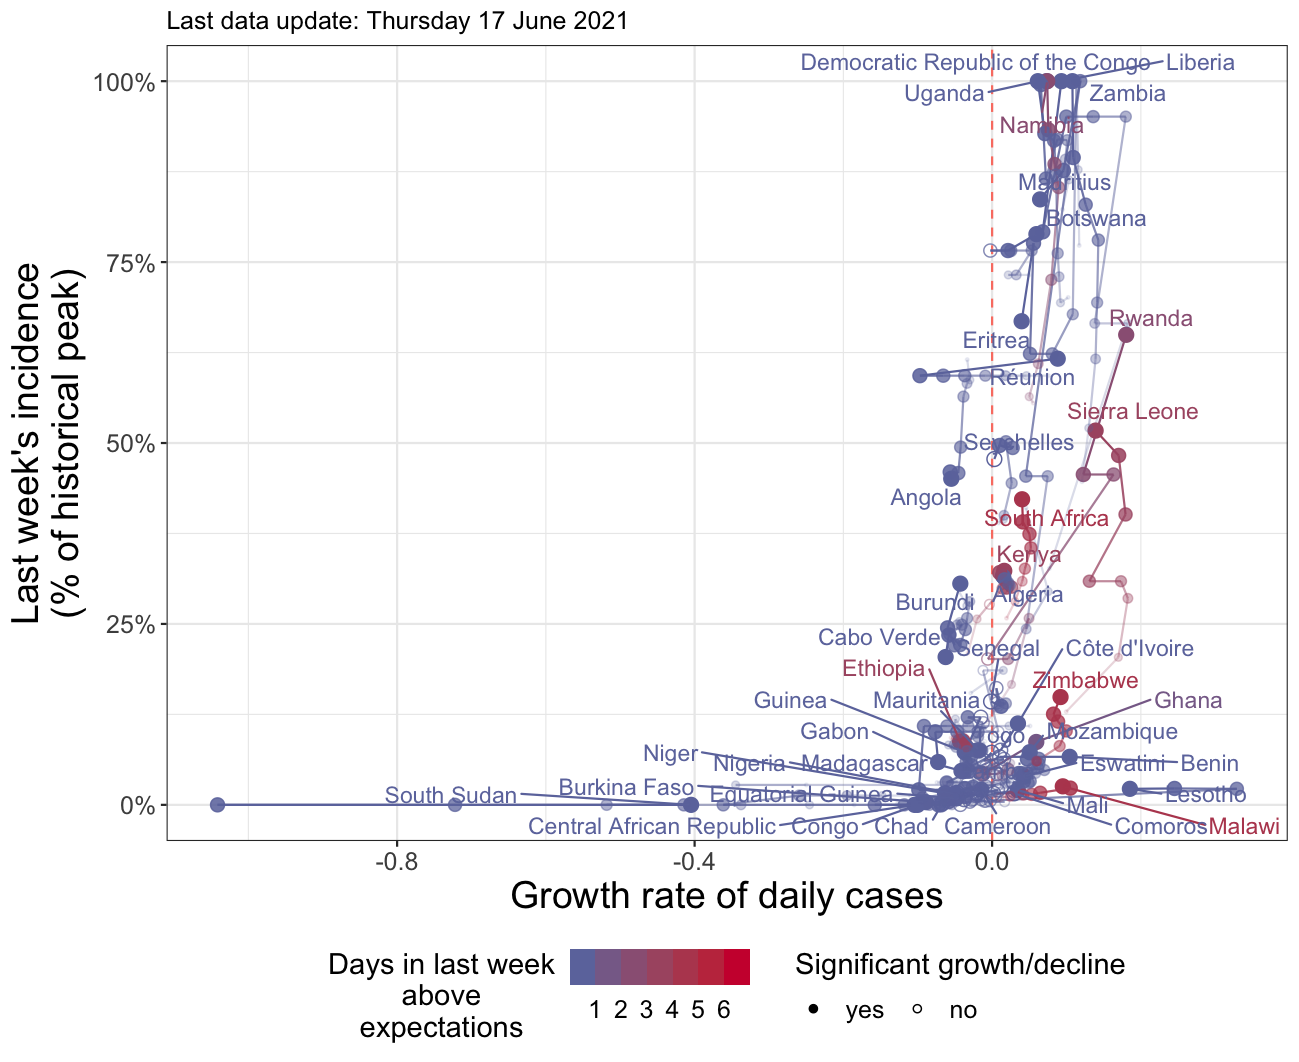 Last data update: Thursday 17 June 2021
Democratic Republic of the Congo
Liberia
100%
Uganda
Zambia
Namibia
Mauritius
Botswana
75%
Rwanda
Eritrea
Réunion
Sierra Leone
50%
Seychelles
Angola
South Africa
Kenya
Algeria
Burundi
25%
Cabo Verde
Senegal
Côte d'Ivoire
Ethiopia
Zimbabwe
Guinea
Mauritania
Ghana
Gabon
Togo
Mozambique
Niger
Nigeria
Madagascar
Eswatini
Benin
South Sudan
Burkina Faso
Equatorial Guinea
Mali
Lesotho
0%
Central African Republic
Congo
Chad
Cameroon
Comoros
Malawi
Last week's incidence
(% of historical peak)
-0.8
-0.4
0.0
Growth rate of daily cases
Days in last week
above
expectations
1 2 3 4 5 6
Significant growth/decline
yes
no